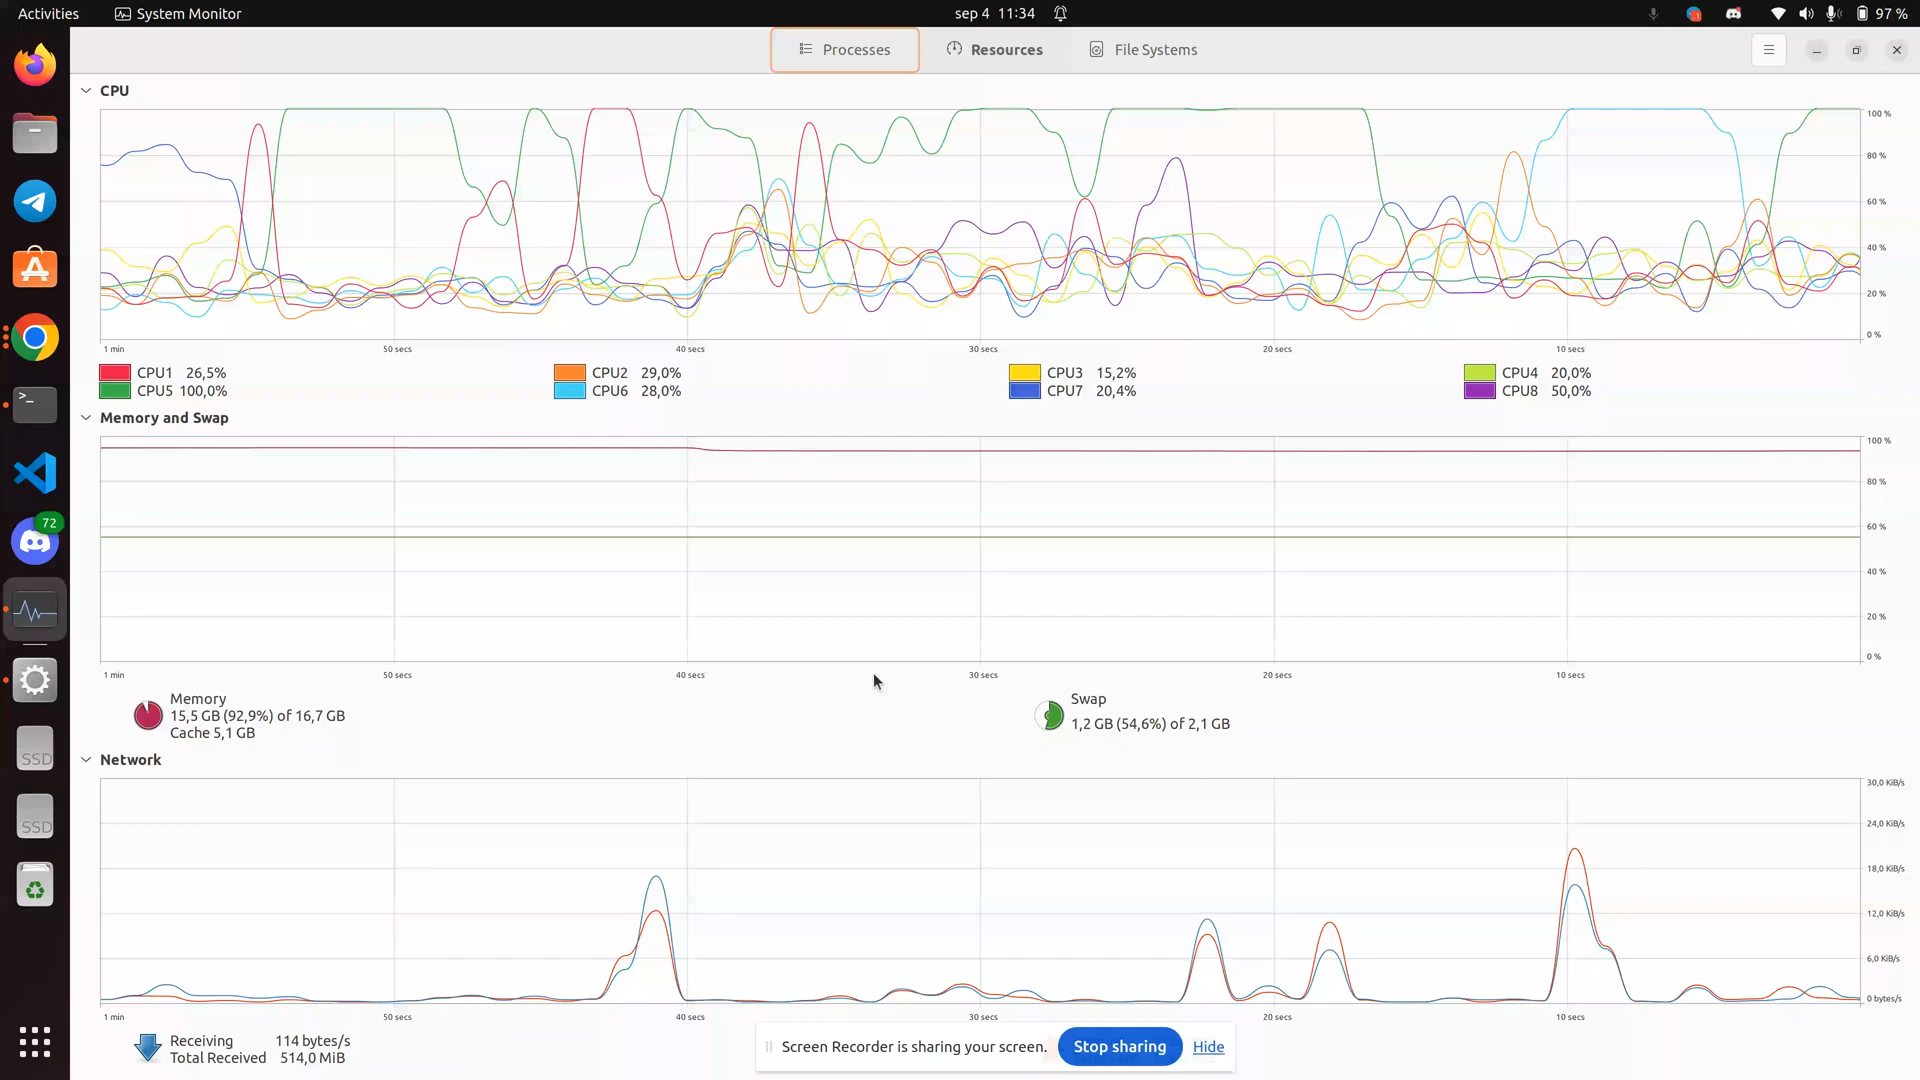 Activities System Monitor sep 4 11:34 97 %
Processes Resources File Systems
CPU
100 %
80 %
60 %
40 %
20 %
0 %
1 min 50 secs 40 secs 30 secs 20 secs 10 secs
CPU1 26,5% CPU2 29,0% CPU3 15,2% CPU4 20,0%
CPU5 100,0% CPU6 28,0% CPU7 20,4% CPU8 50,0%
Memory and Swap
100 %
80 %
60 %
40 %
20 %
0 %
1 min 50 secs 40 secs 30 secs 20 secs 10 secs
Memory
15,5 GB (92,9%) of 16,7 GB
Cache 5,1 GB
Swap
1,2 GB (54,6%) of 2,1 GB
Network
30,0 KiB/s
24,0 KiB/s
18,0 KiB/s
12,0 KiB/s
6,0 KiB/s
0 bytes/s
1 min 50 secs 40 secs 30 secs 20 secs 10 secs
Receiving 114 bytes/s
Total Received 514,0 MiB
Screen Recorder is sharing your screen. Stop sharing Hide
72
SSD
SSD